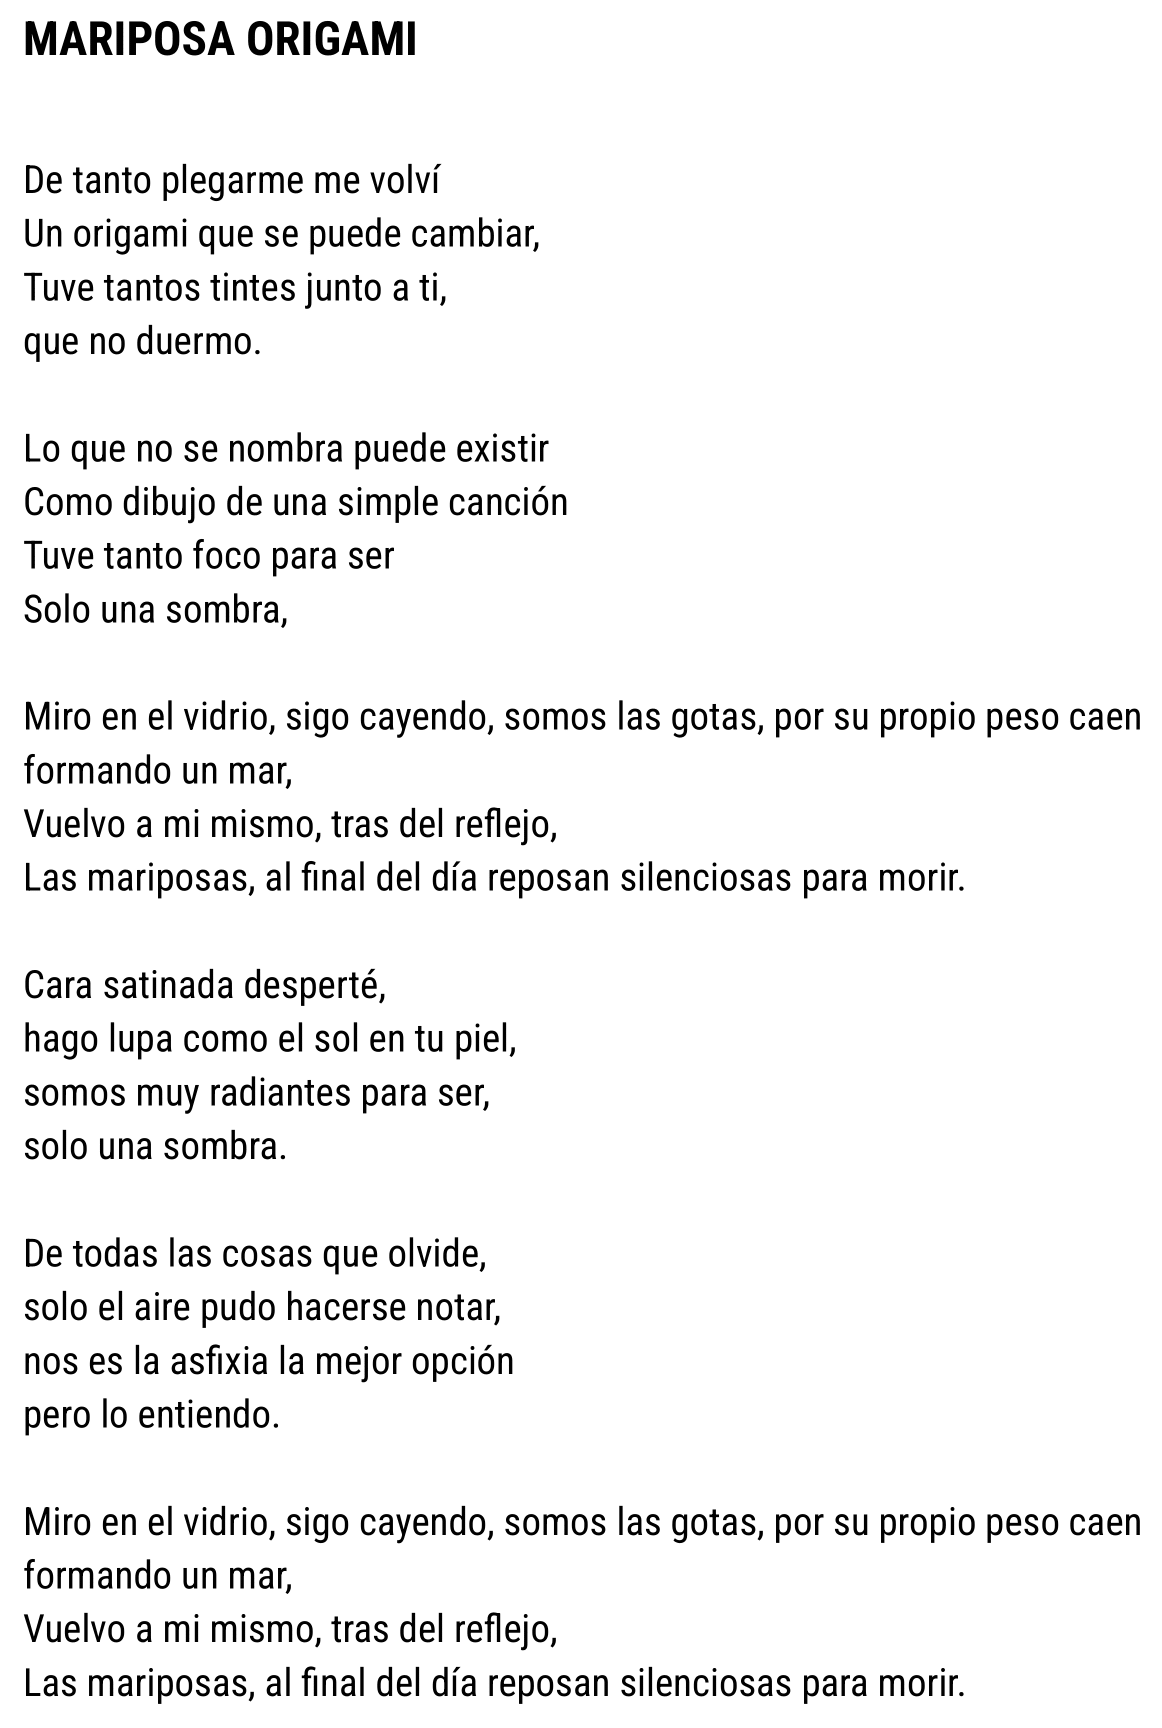 MARIPOSA ORIGAMI
De tanto plegarme me volví
Un origami que se puede cambiar,
Tuve tantos tintes junto a ti,
que no duermo.
Lo que no se nombra puede existir
Como dibujo de una simple canción
Tuve tanto foco para ser
Solo una sombra,
Miro en el vidrio, sigo cayendo, somos las gotas, por su propio peso caen
formando un mar,
Vuelvo a mi mismo, tras del reflejo,
Las mariposas, al final del día reposan silenciosas para morir.
Cara satinada desperté,
hago lupa como el sol en tu piel,
somos muy radiantes para ser,
solo una sombra.
De todas las cosas que olvide,
solo el aire pudo hacerse notar,
nos es la asfixia la mejor opción
pero lo entiendo.
Miro en el vidrio, sigo cayendo, somos las gotas, por su propio peso caen
formando un mar,
Vuelvo a mi mismo, tras del reflejo,
Las mariposas, al final del día reposan silenciosas para morir.